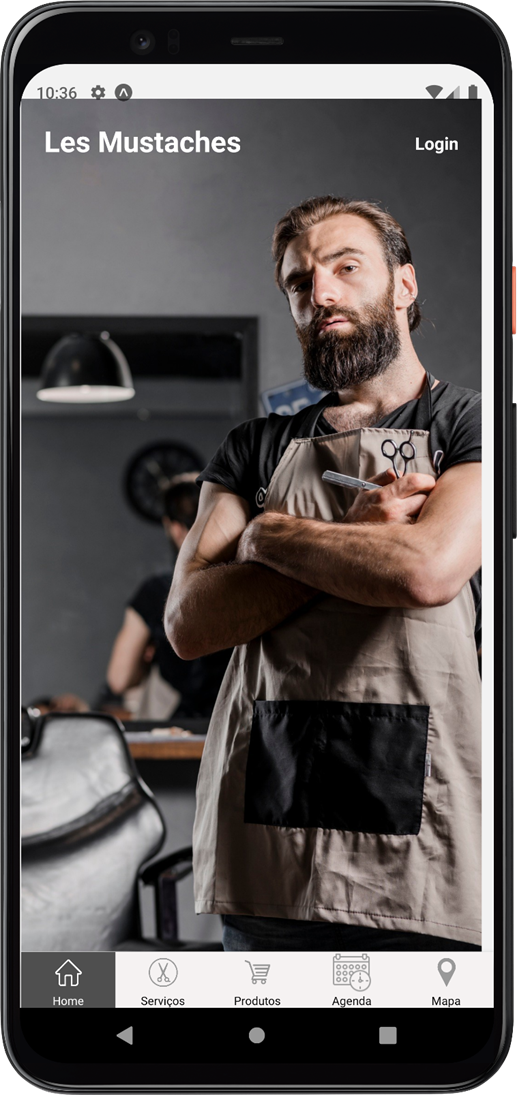 10:36
Les Mustaches
Login
Home
Serviços
Produtos
Agenda
Mapa